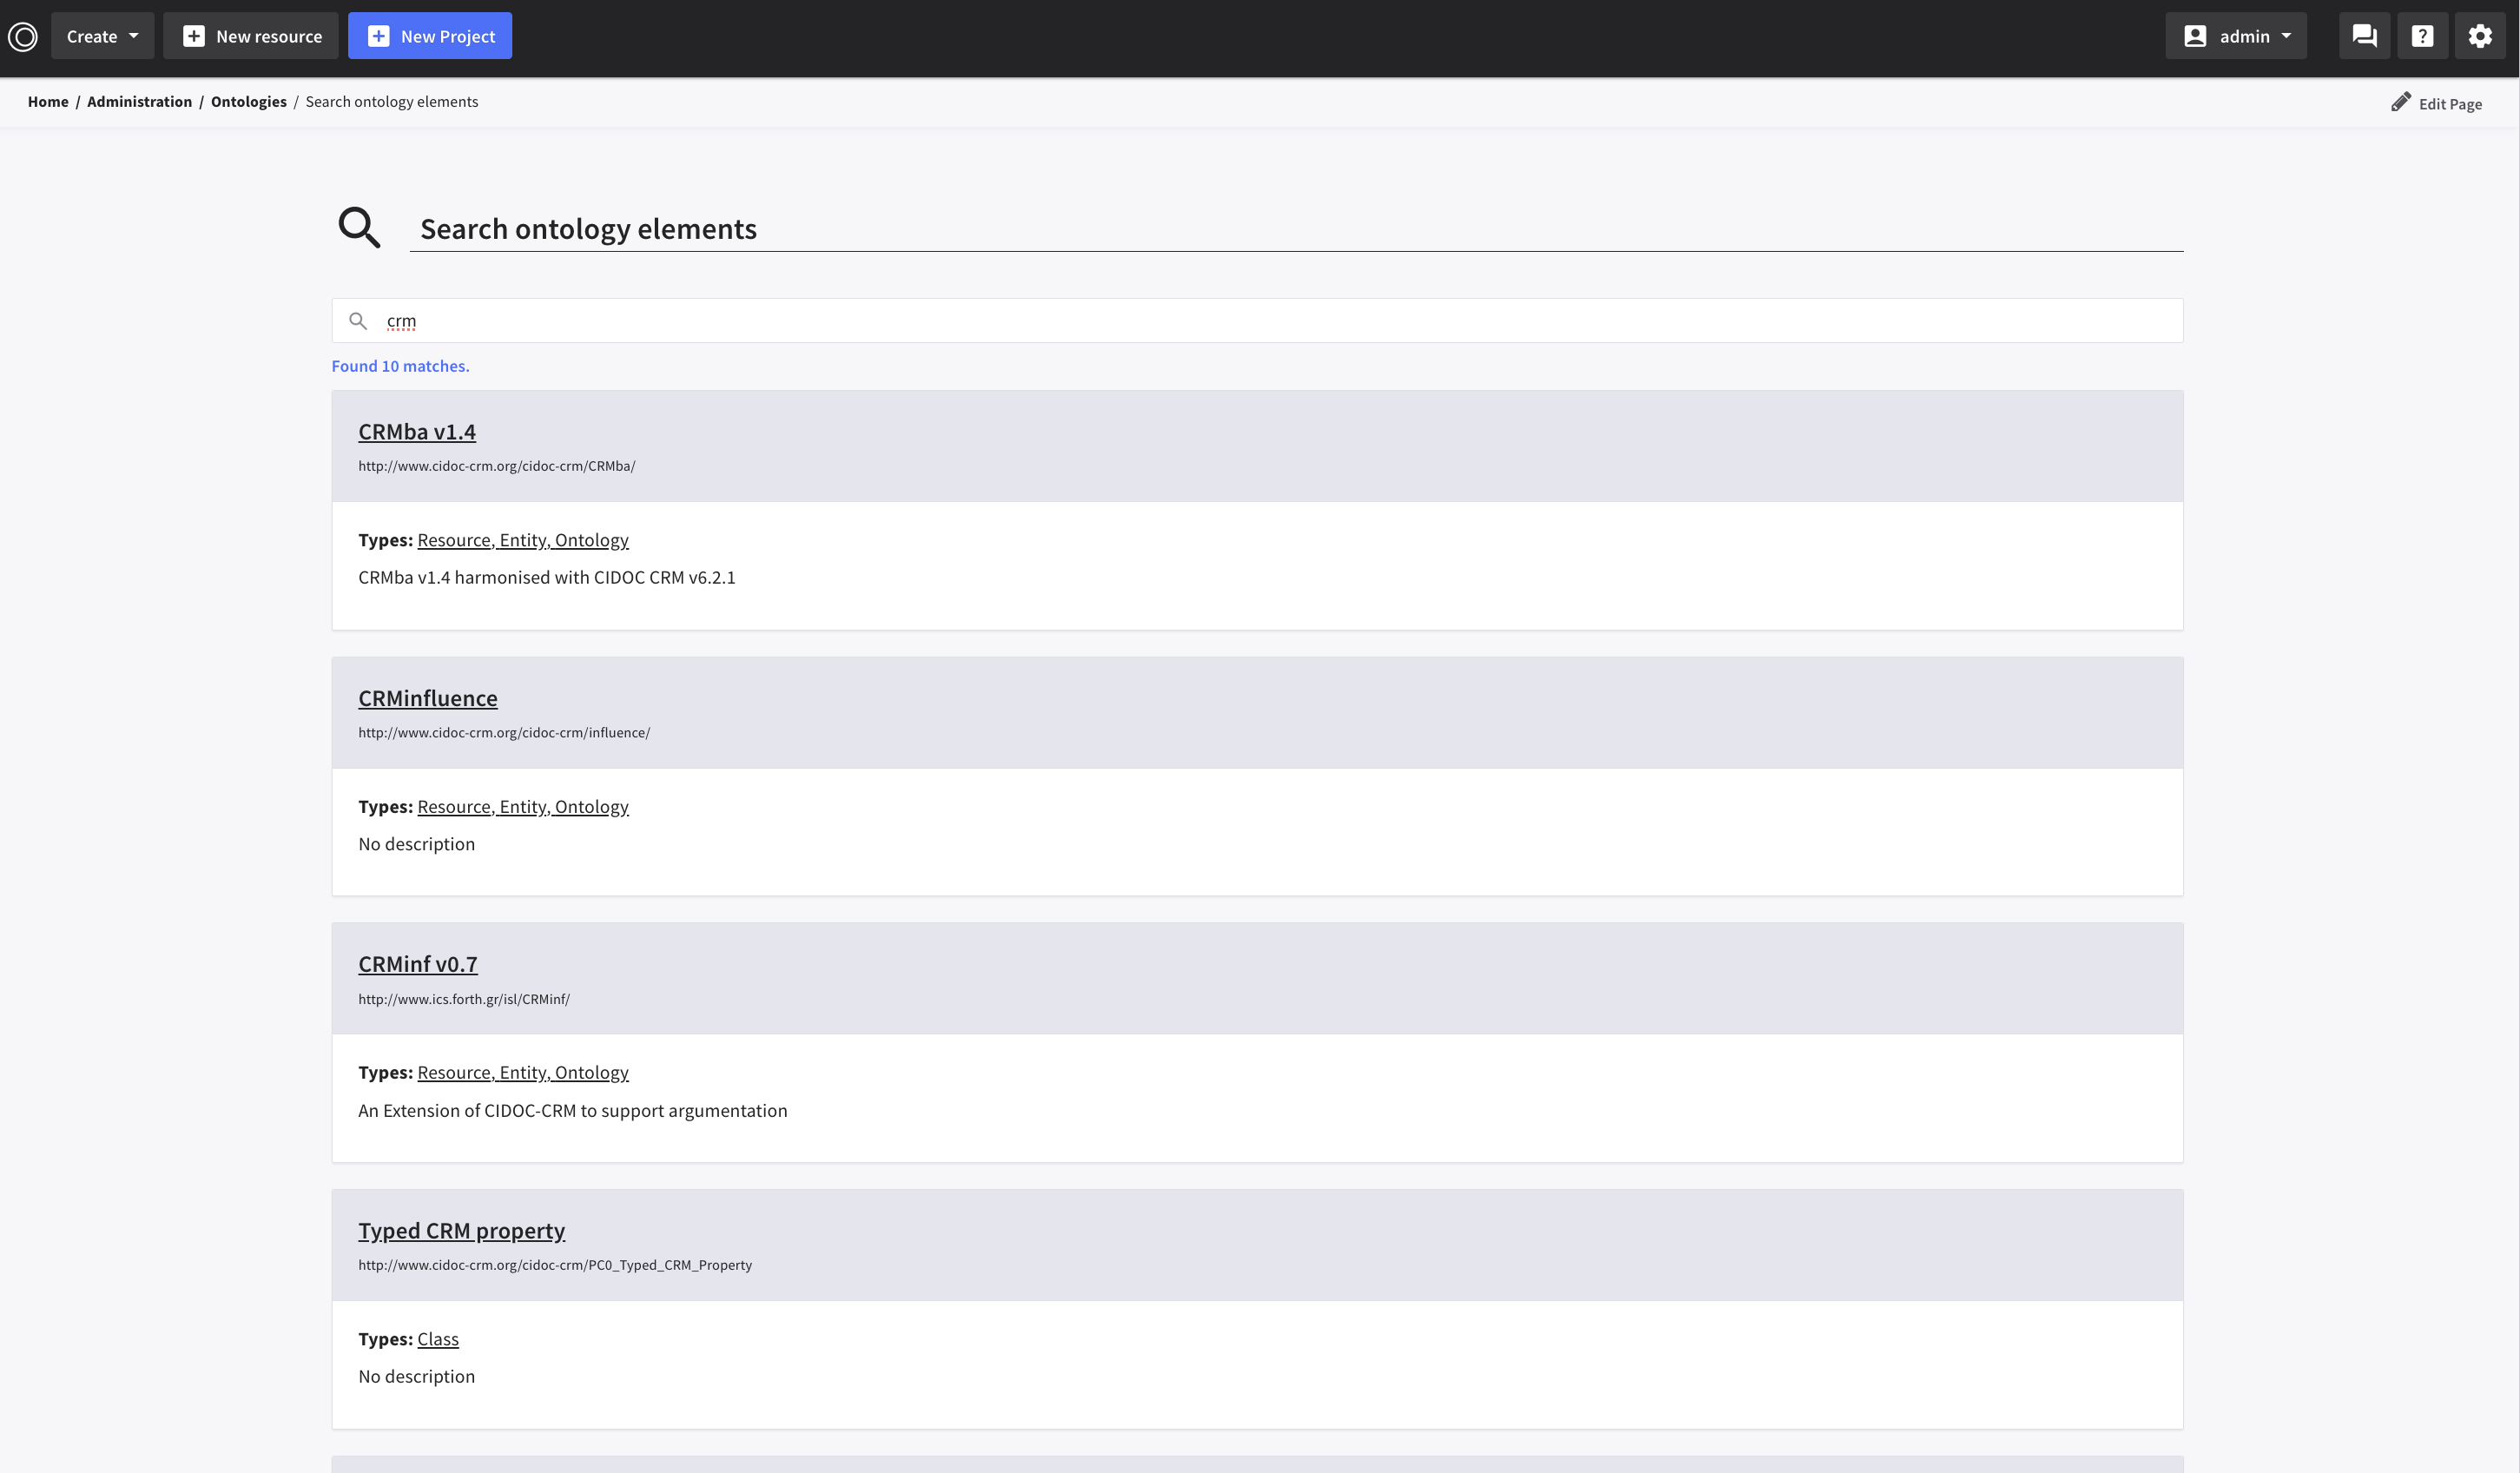 Create New resource New Project admin
Home / Administration / Ontologies / Search ontology elements Edit Page
Search ontology elements
crm
Found 10 matches.
CRMba v1.4
http://www.cidoc-crm.org/cidoc-crm/CRMba/
Types: Resource, Entity, Ontology
CRMba v1.4 harmonised with CIDOC CRM v6.2.1
CRMinfluence
http://www.cidoc-crm.org/cidoc-crm/influence/
Types: Resource, Entity, Ontology
No description
CRMinf v0.7
http://www.ics.forth.gr/isl/CRMinf/
Types: Resource, Entity, Ontology
An Extension of CIDOC-CRM to support argumentation
Typed CRM property
http://www.cidoc-crm.org/cidoc-crm/PC0_Typed_CRM_Property
Types: Class
No description